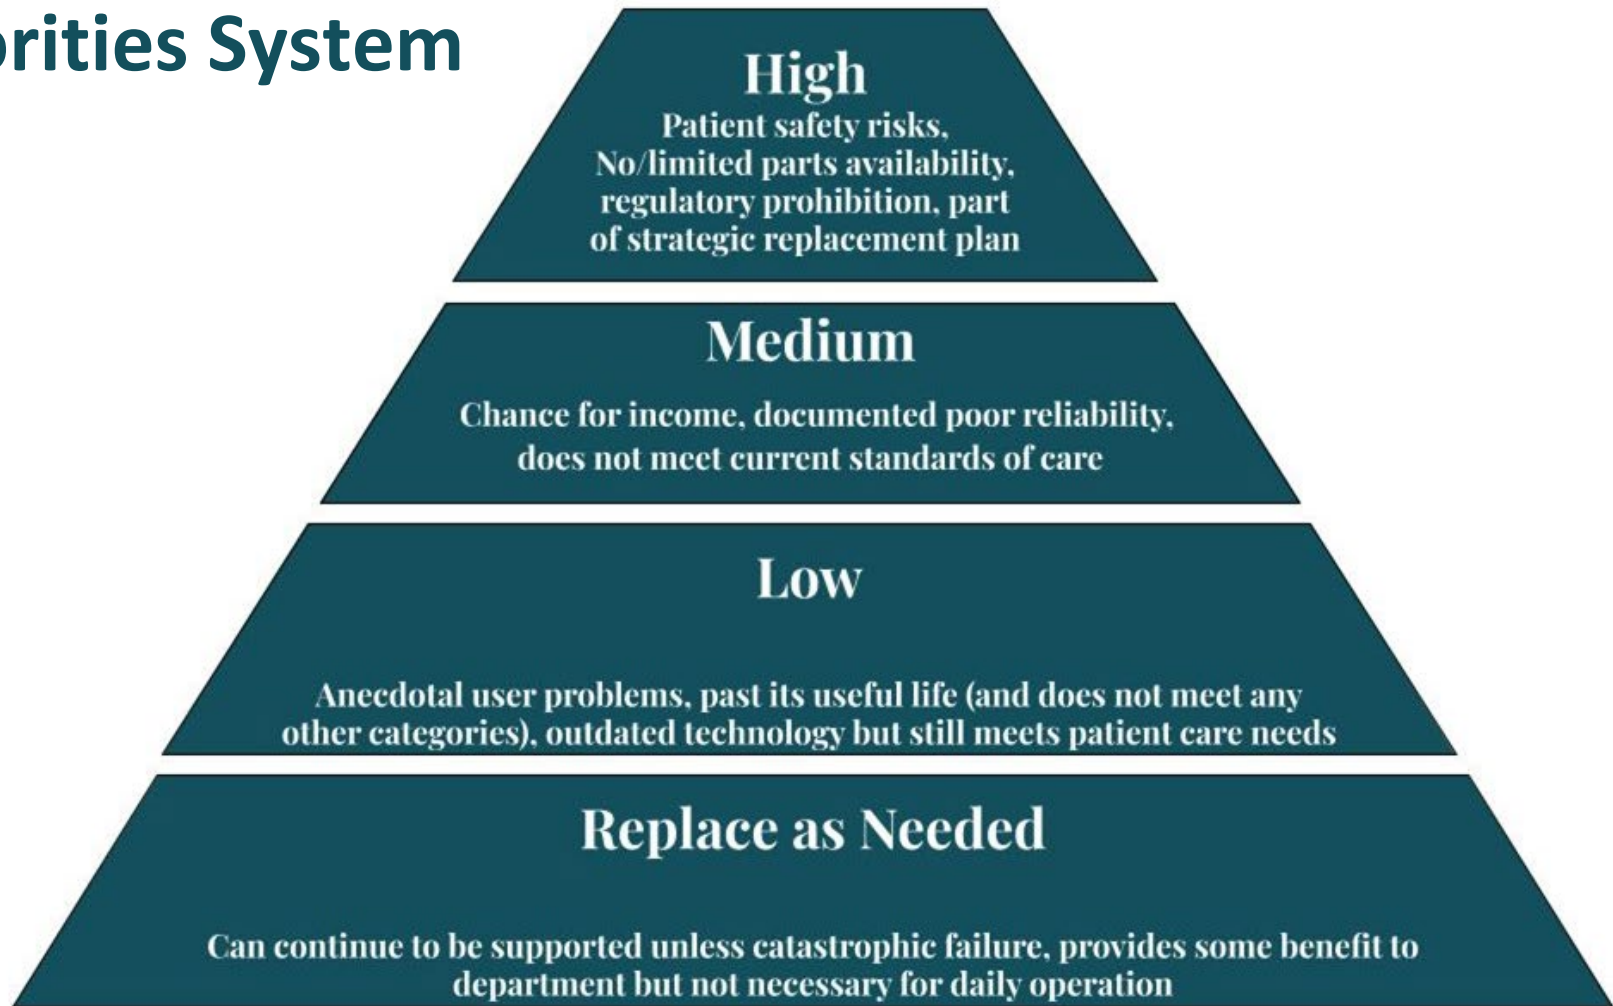 orities System
High
Patient safety risks,
No/limited parts availability,
regulatory prohibition, part
of strategic replacement plan
Medium
Chance for income, documented poor reliability,
does not meet current standards of care
Low
Anecdotal user problems, past its useful life (and does not meet any
other categories), outdated technology but still meets patient care needs
Replace as Needed
Can continue to be supported unless catastrophic failure, provides some benefit to
department but not necessary for daily operation